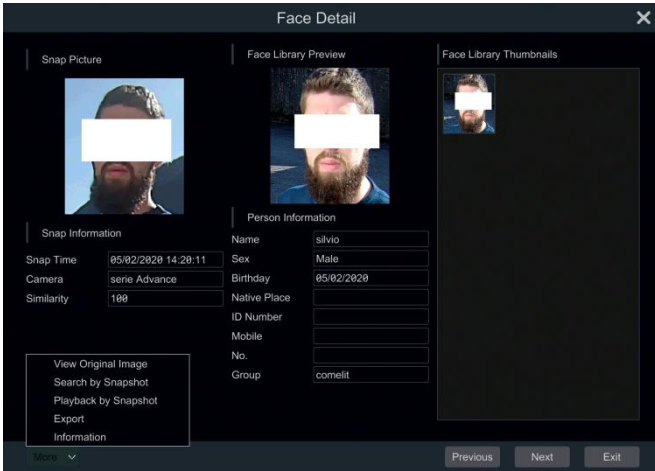 Face Detail
Snap Picture
Face Library Preview
Face Library Thumbnails
Snap Information
Snap Time 05/02/2020 14:20:11
Camera serie Advance
Similarity 100
Person Information
Name silvio
Sex Male
Birthday 05/02/2020
Native Place
ID Number
Mobile
No.
Group comelit
View Original Image
Search by Snapshot
Playback by Snapshot
Export
Information
More
Previous Next Exit